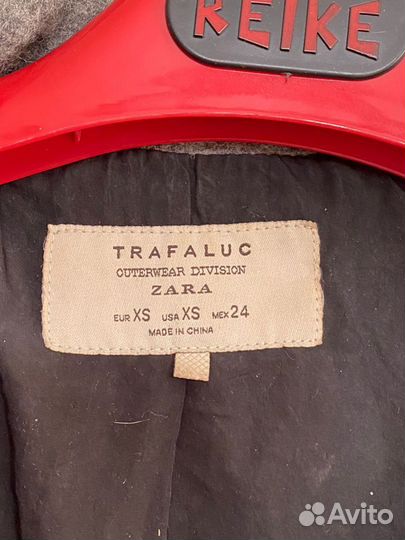 REIKE
TRAFALUC
OUTERWEAR DIVISION
ZARA
EUR XS USA XS MEX 24
MADE IN CHINA
Avito